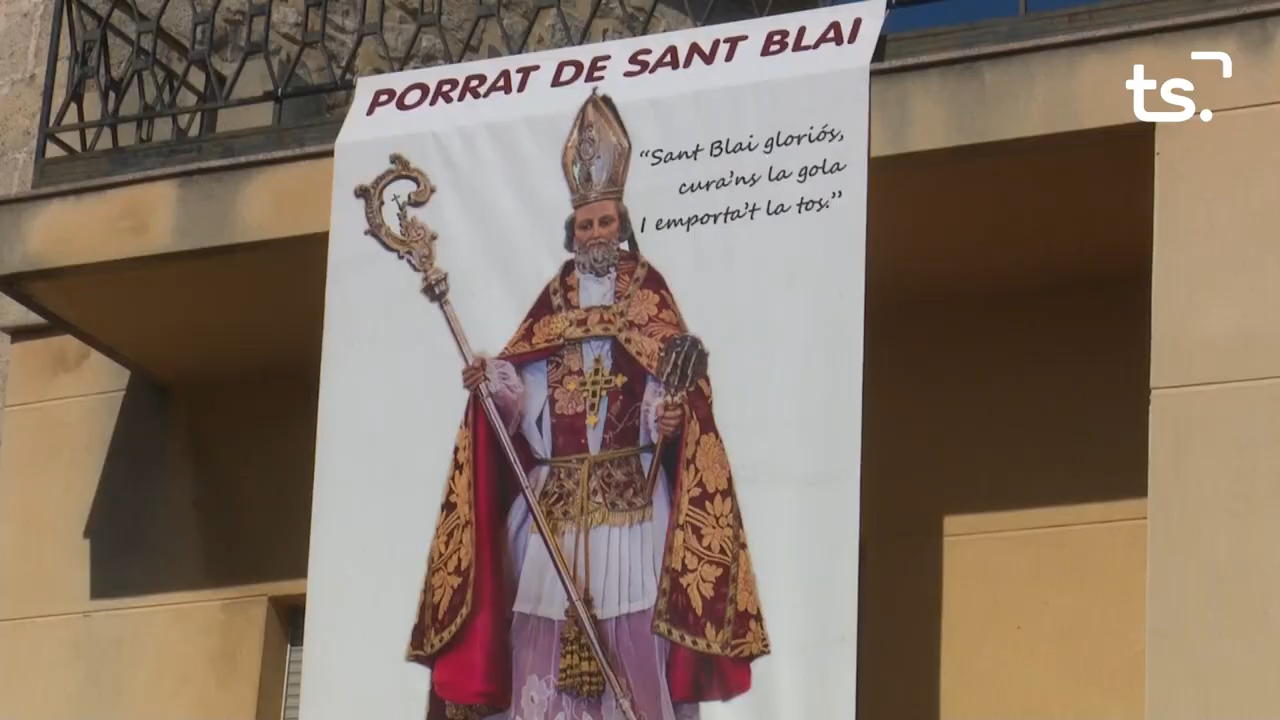 PORRAT DE SANT BLAI
“Sant Blai gloriós,
cura'ns la gola
I emporta't la tos.”
ts.